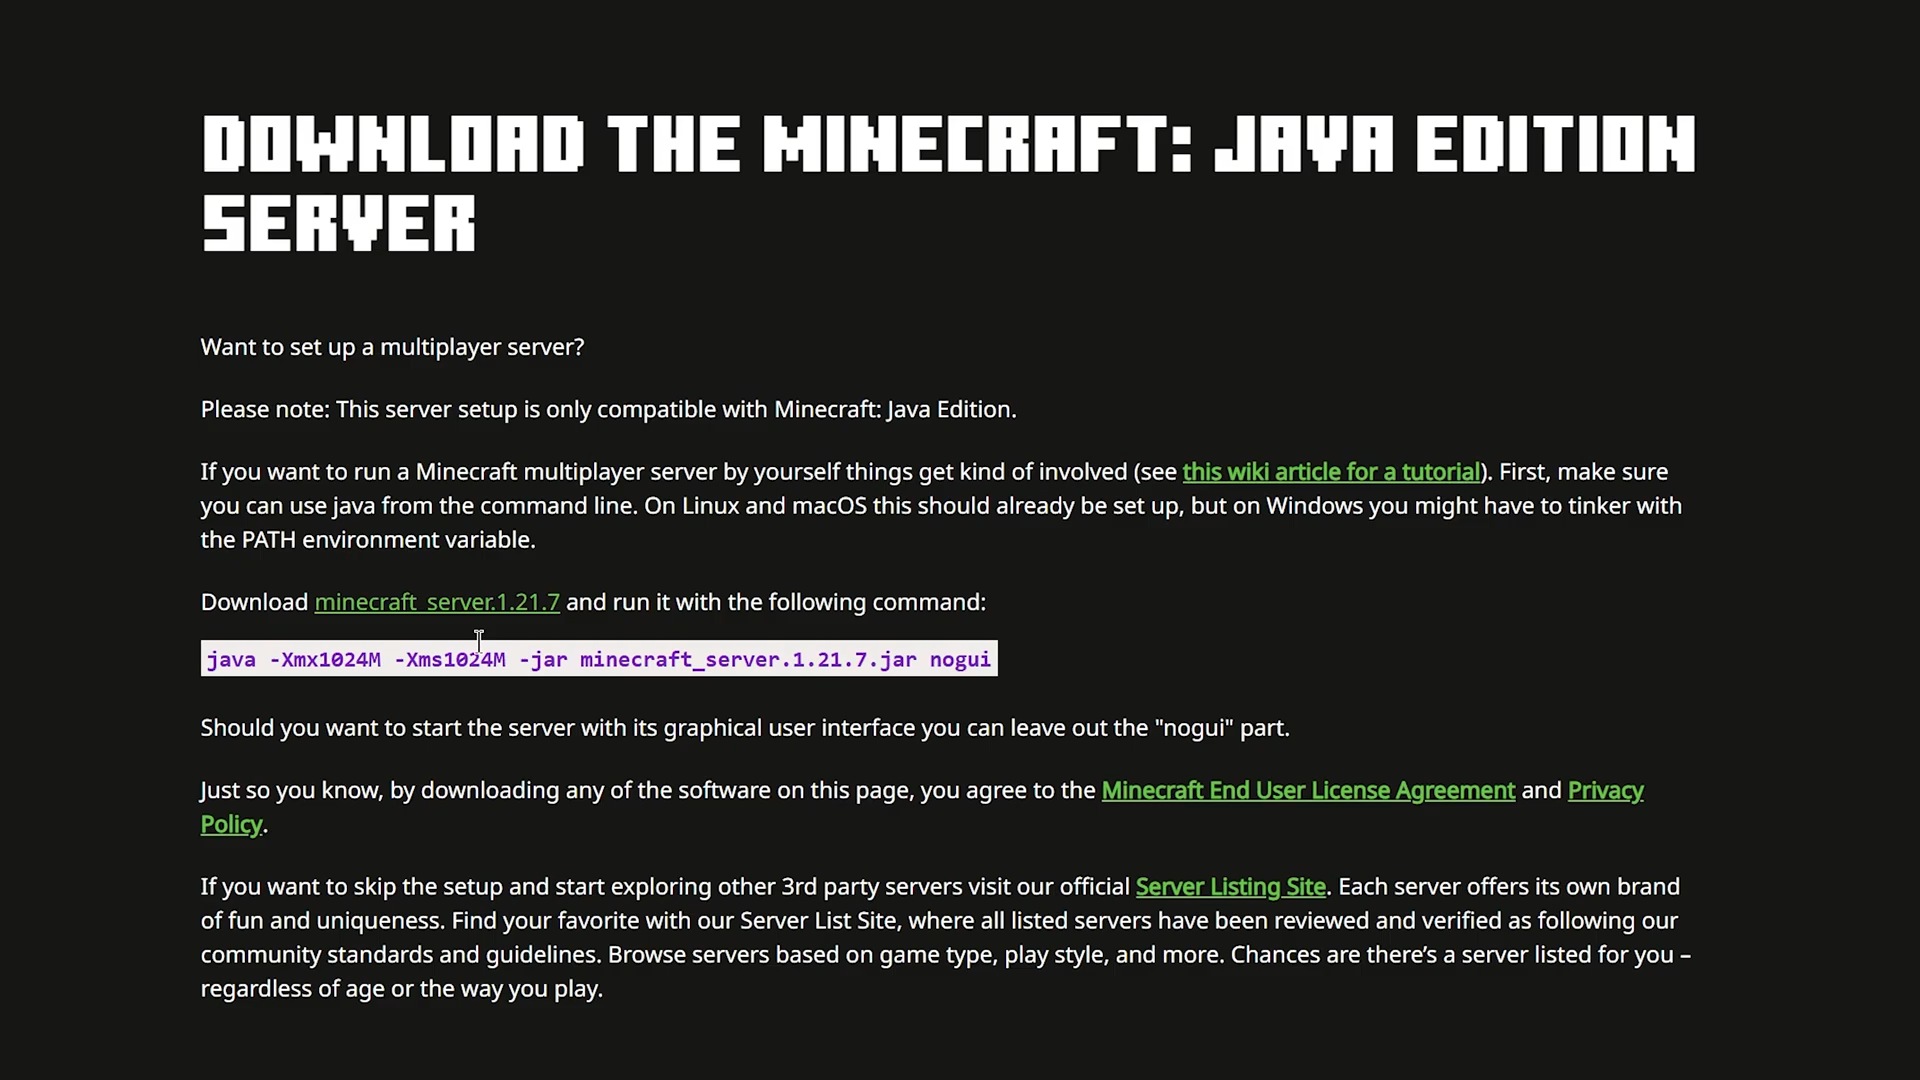 DOWNLOAD THE MINECRAFT: JAVA EDITION
SERVER
Want to set up a multiplayer server?
Please note: This server setup is only compatible with Minecraft: Java Edition.
If you want to run a Minecraft multiplayer server by yourself things get kind of involved (see this wiki article for a tutorial). First, make sure
you can use java from the command line. On Linux and macOS this should already be set up, but on Windows you might have to tinker with
the PATH environment variable.
Download minecraft_server.1.21.7 and run it with the following command:
java -Xmx1024M -Xms1024M -jar minecraft_server.1.21.7.jar nogui
Should you want to start the server with its graphical user interface you can leave out the "nogui" part.
Just so you know, by downloading any of the software on this page, you agree to the Minecraft End User License Agreement and Privacy
Policy.
If you want to skip the setup and start exploring other 3rd party servers visit our official Server Listing Site. Each server offers its own brand
of fun and uniqueness. Find your favorite with our Server List Site, where all listed servers have been reviewed and verified as following our
community standards and guidelines. Browse servers based on game type, play style, and more. Chances are there’s a server listed for you –
regardless of age or the way you play.